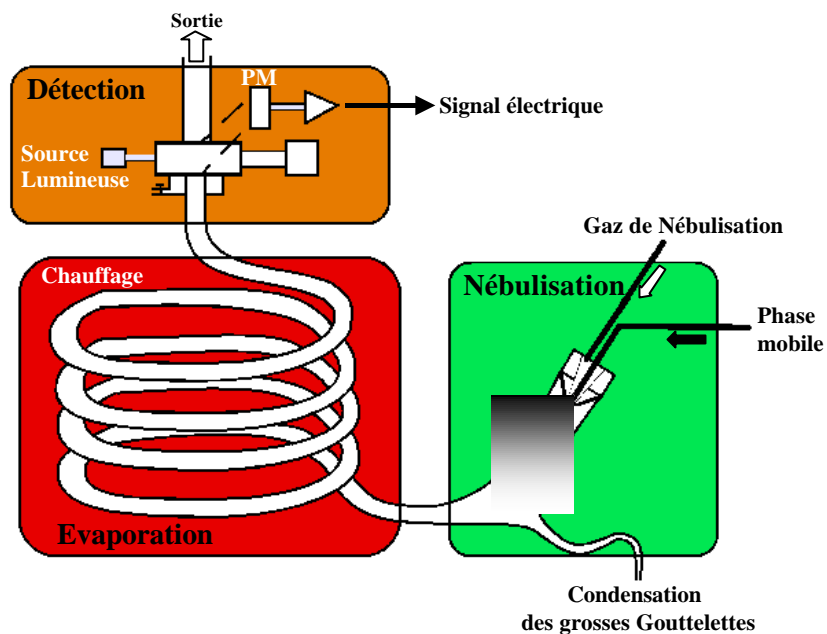 Sortie
Détection
PM
Signal électrique
Source
Lumineuse
Gaz de Nébulisation
Chauffage
Nébulisation
Phase
mobile
Evaporation
Condensation
des grosses Gouttelettes